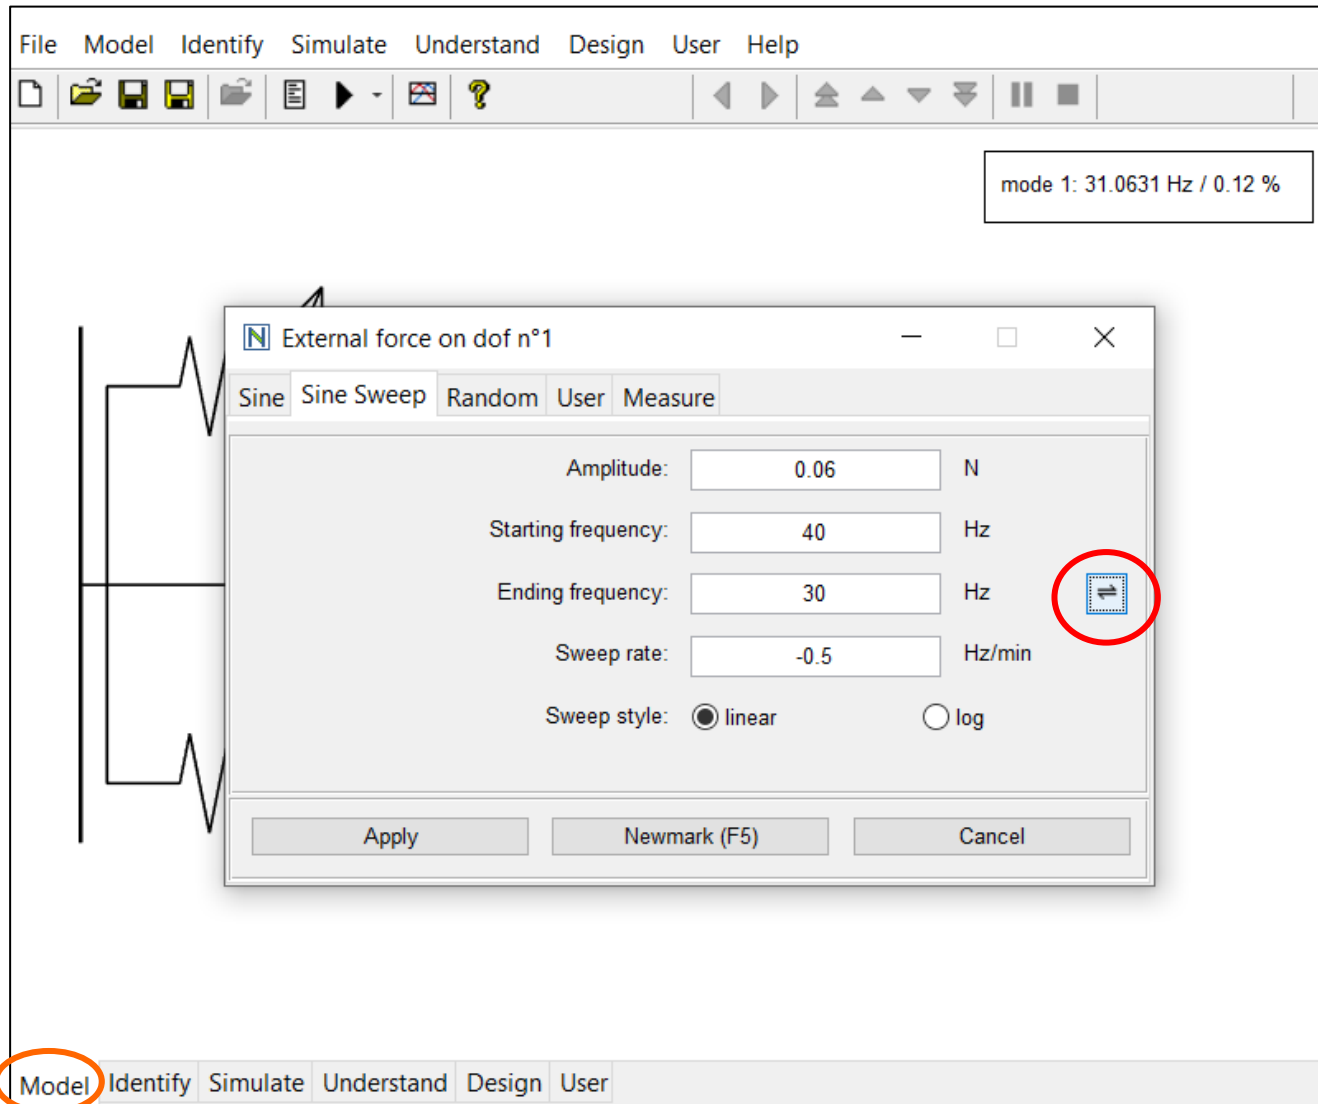 File Model Identify Simulate Understand Design User Help
mode 1: 31.0631 Hz / 0.12 %
N External force on dof n°1
Sine Sine Sweep Random User Measure
Amplitude: 0.06 N
Starting frequency: 40 Hz
Ending frequency: 30 Hz
Sweep rate: -0.5 Hz/min
Sweep style: linear log
Apply Newmark (F5) Cancel
Model Identify Simulate Understand Design User